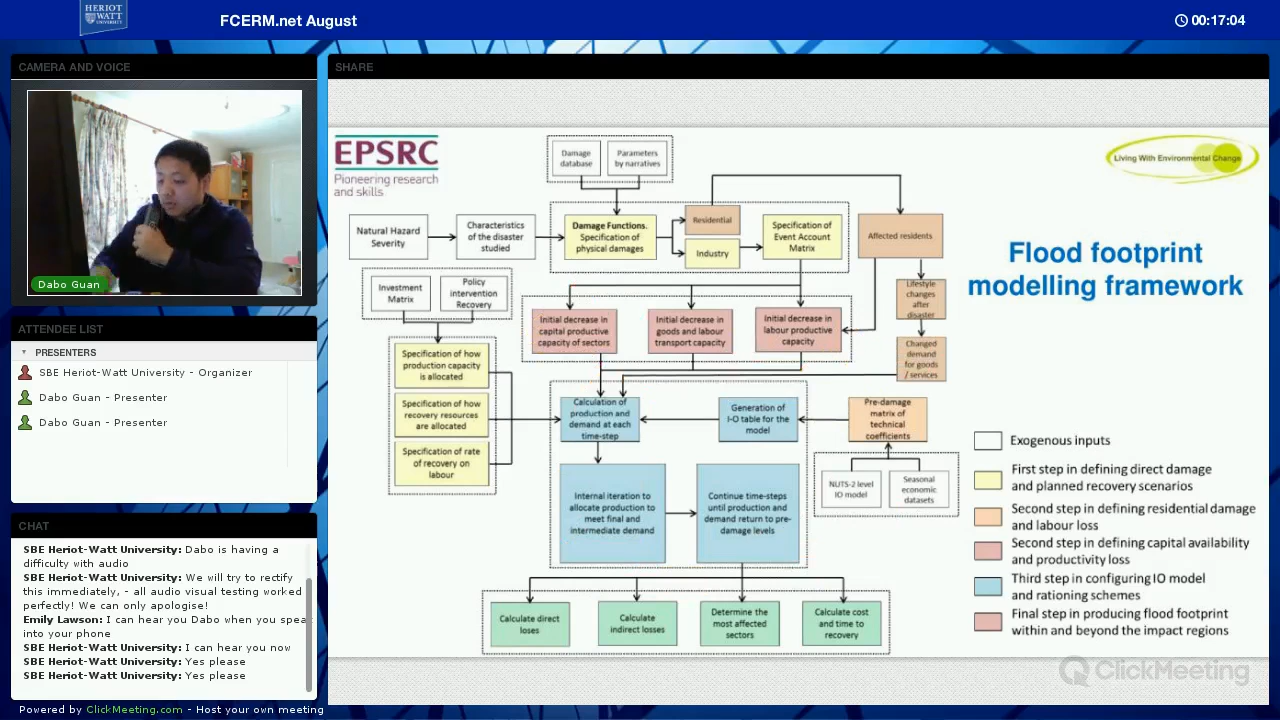 HERIOT
WATT
UNIVERSITY
FCERM.net August
00:17:04
CAMERA AND VOICE
Dabo Guan
ATTENDEE LIST
PRESENTERS
SBE Heriot-Watt University - Organizer
Dabo Guan - Presenter
Dabo Guan - Presenter
CHAT
SBE Heriot-Watt University: Dabo is having a
difficulty with audio
SBE Heriot-Watt University: We will try to rectify
this immediately, - all audio visual testing worked
perfectly! We can only apologise!
Emily Lawson: I can hear you Dabo when you speak
into your phone
SBE Heriot-Watt University: I can hear you now
SBE Heriot-Watt University: Yes please
SBE Heriot-Watt University: Yes please
Powered by ClickMeeting.com - Host your own meeting
SHARE
EPSRC
Pioneering research
and skills
Living With Environmental Change
Flood footprint
modelling framework
Damage
database
Parameters
by narratives
Natural Hazard
Severity
Characteristics
of the disaster
studied
Damage Functions.
Specification of
physical damages
Residential
Industry
Specification of
Event Account
Matrix
Affected residents
Investment
Matrix
Policy
intervention
Recovery
Lifestyle
changes
after
disaster
Initial decrease in
capital productive
capacity of sectors
Initial decrease in
goods and labour
transport capacity
Initial decrease in
labour productive
capacity
Changed
demand
for goods
/ services
Specification of how
production capacity
is allocated
Specification of how
recovery resources
are allocated
Specification of rate
of recovery on
labour
Calculation of
production and
demand at each
time-step
Generation of
I-O table for the
model
Pre-damage
matrix of
technical
coefficients
NUTS-2 level
IO model
Seasonal
economic
datasets
Internal iteration to
allocate production to
meet final and
intermediate demand
Continue time-steps
until production and
demand return to pre-
damage levels
Calculate direct
loses
Calculate
indirect losses
Determine the
most affected
sectors
Calculate cost
and time to
recovery
Exogenous inputs
First step in defining direct damage
and planned recovery scenarios
Second step in defining residential damage
and labour loss
Second step in defining capital availability
and productivity loss
Third step in configuring IO model
and rationing schemes
Final step in producing flood footprint
within and beyond the impact regions
ClickMeeting